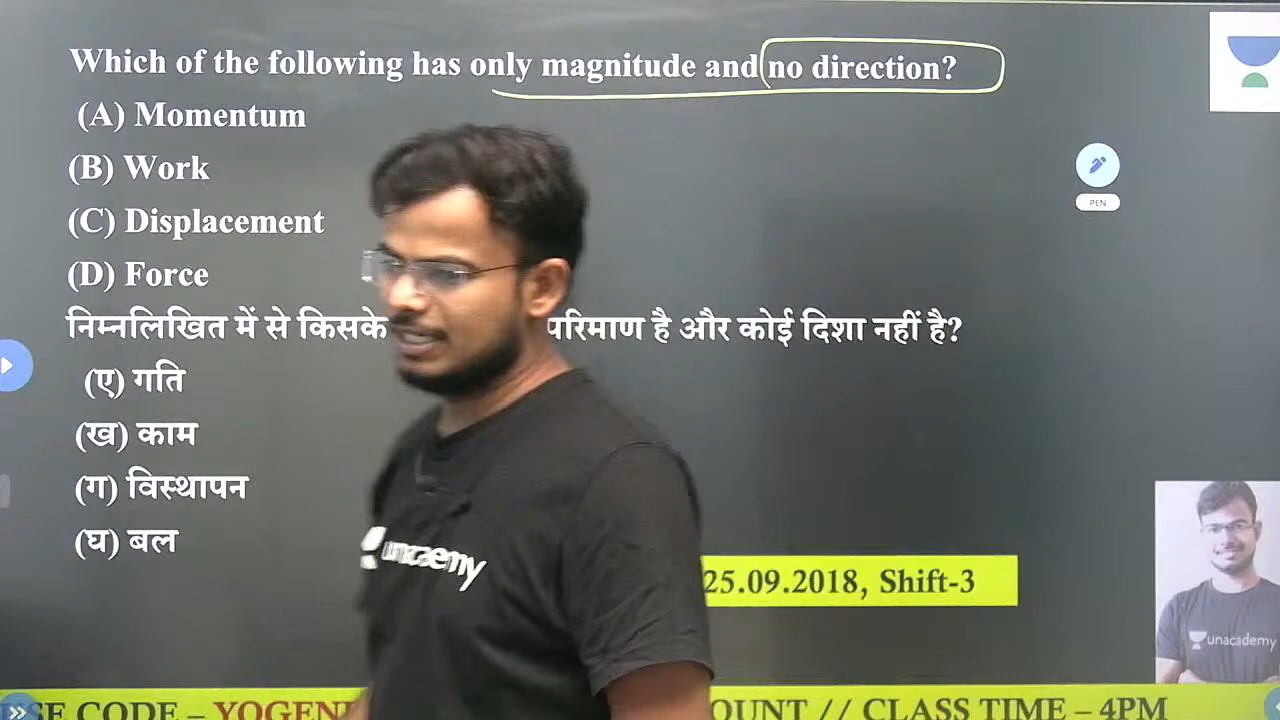 Which of the following has only magnitude and no direction?
(A) Momentum
(B) Work
(C) Displacement
(D) Force
निम्नलिखित में से किसके परिमाण है और कोई दिशा नहीं है?
(ए) गति
(ख) काम
(ग) विस्थापन
(घ) बल
PEN
unacademy
25.09.2018, Shift-3
unacademy
CODE – // CLASS TIME – 4PM